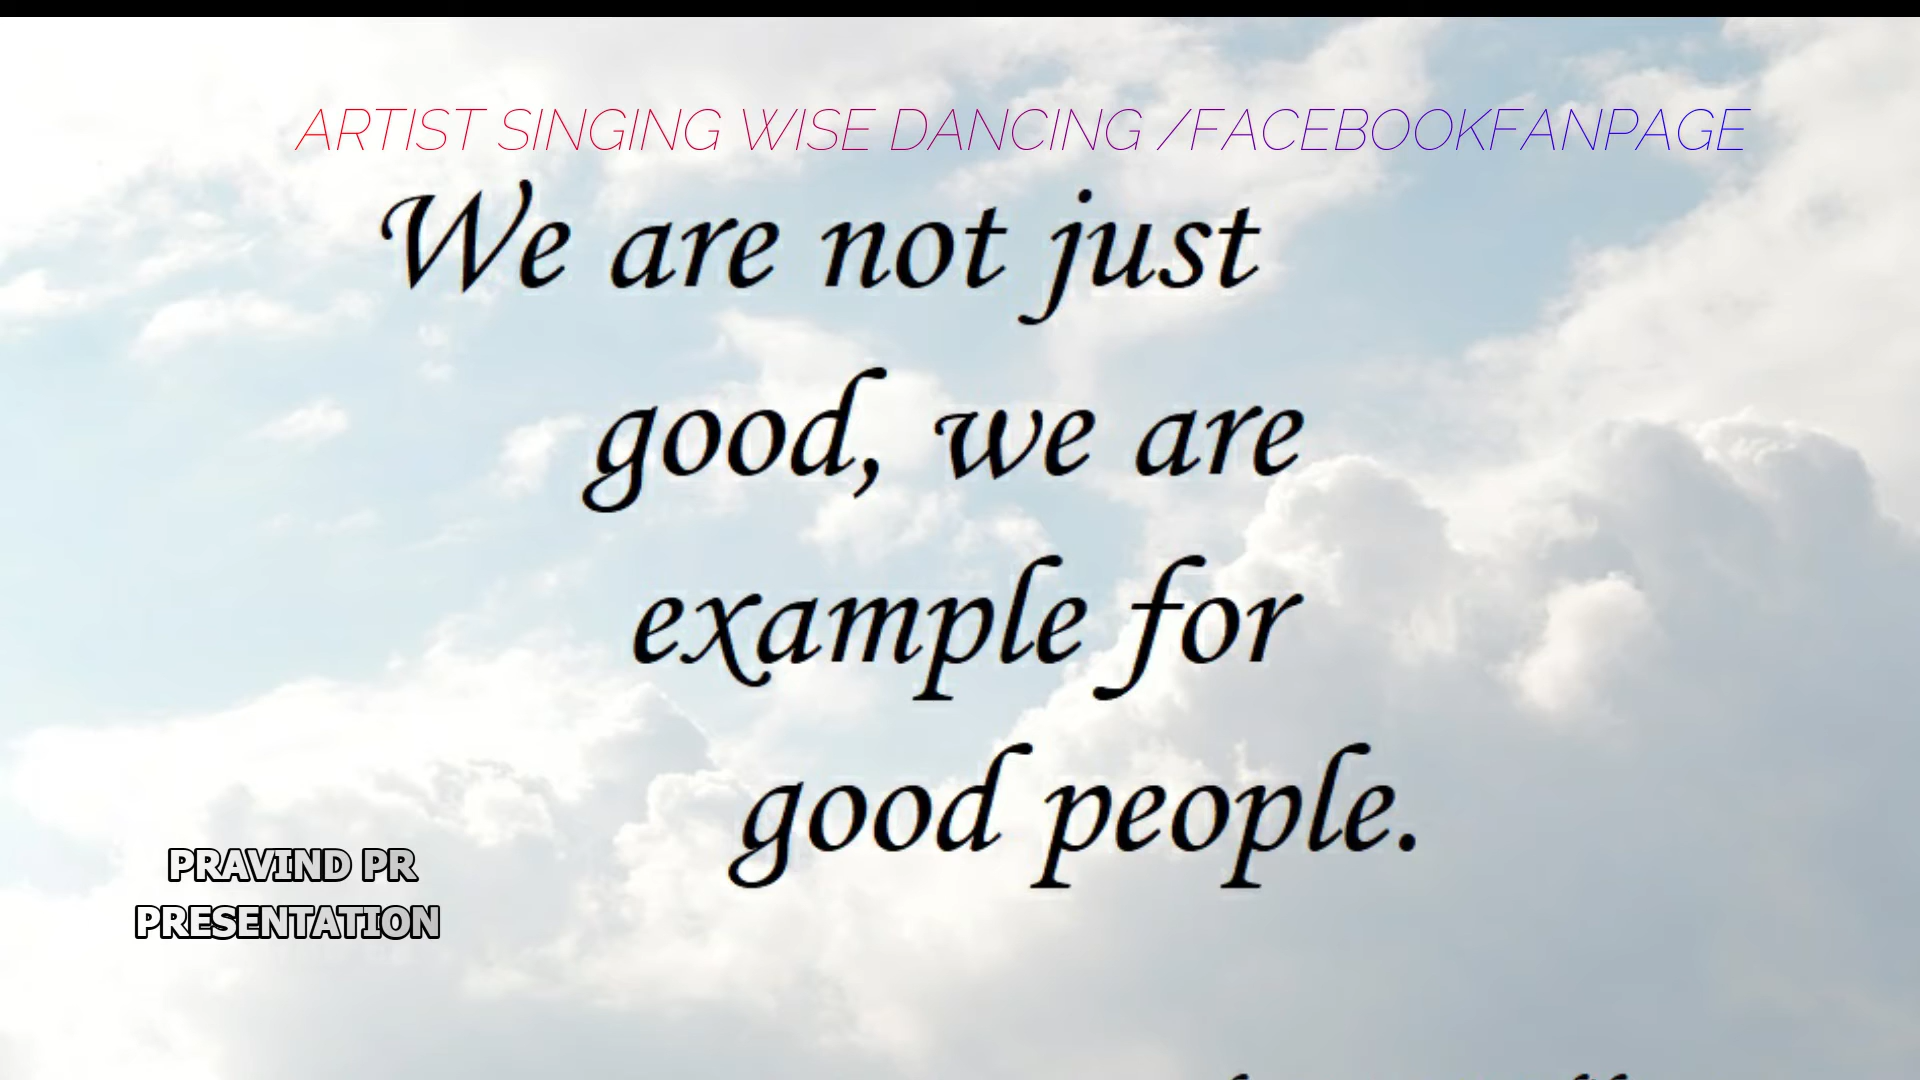 ARTIST SINGING WISE DANCING /FACEBOOKFANPAGE
We are not just
good, we are
example for
good people.
PRAVIND PR
PRESENTATION